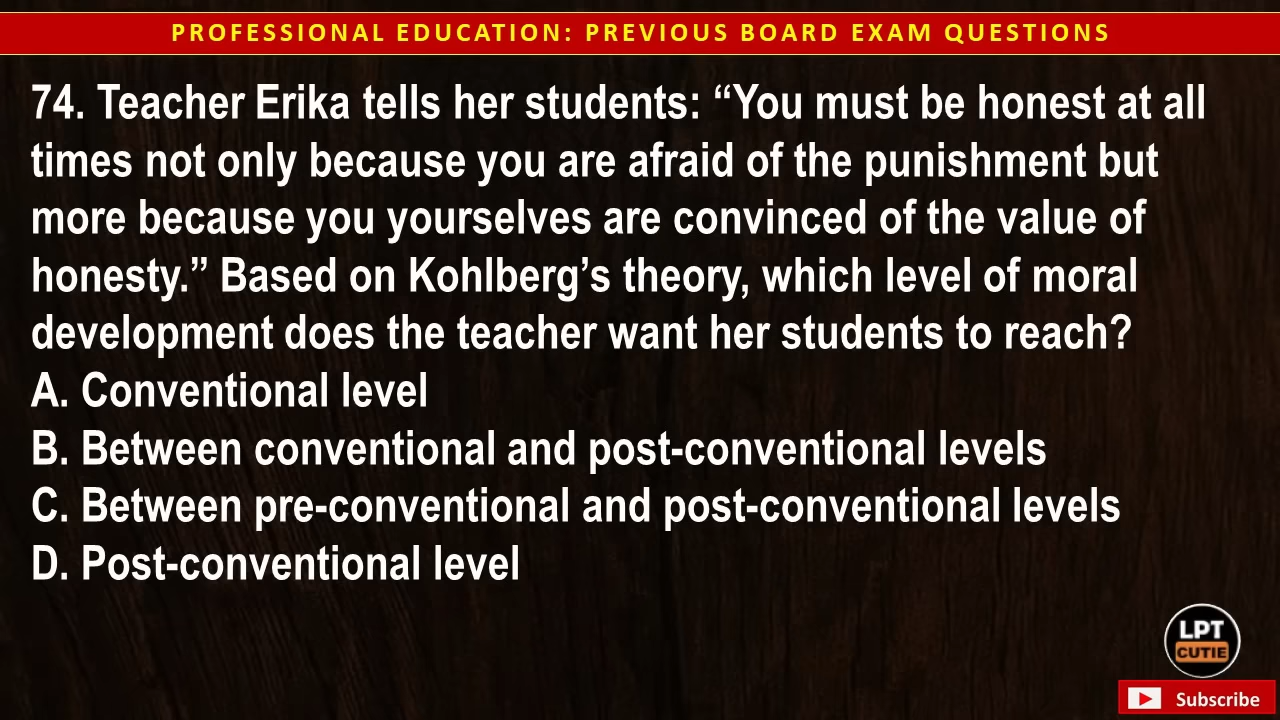 PROFESSIONAL EDUCATION: PREVIOUS BOARD EXAM QUESTIONS
74. Teacher Erika tells her students: “You must be honest at all
times not only because you are afraid of the punishment but
more because you yourselves are convinced of the value of
honesty.” Based on Kohlberg’s theory, which level of moral
development does the teacher want her students to reach?
A. Conventional level
B. Between conventional and post-conventional levels
C. Between pre-conventional and post-conventional levels
D. Post-conventional level
LPT
CUTIE
Subscribe